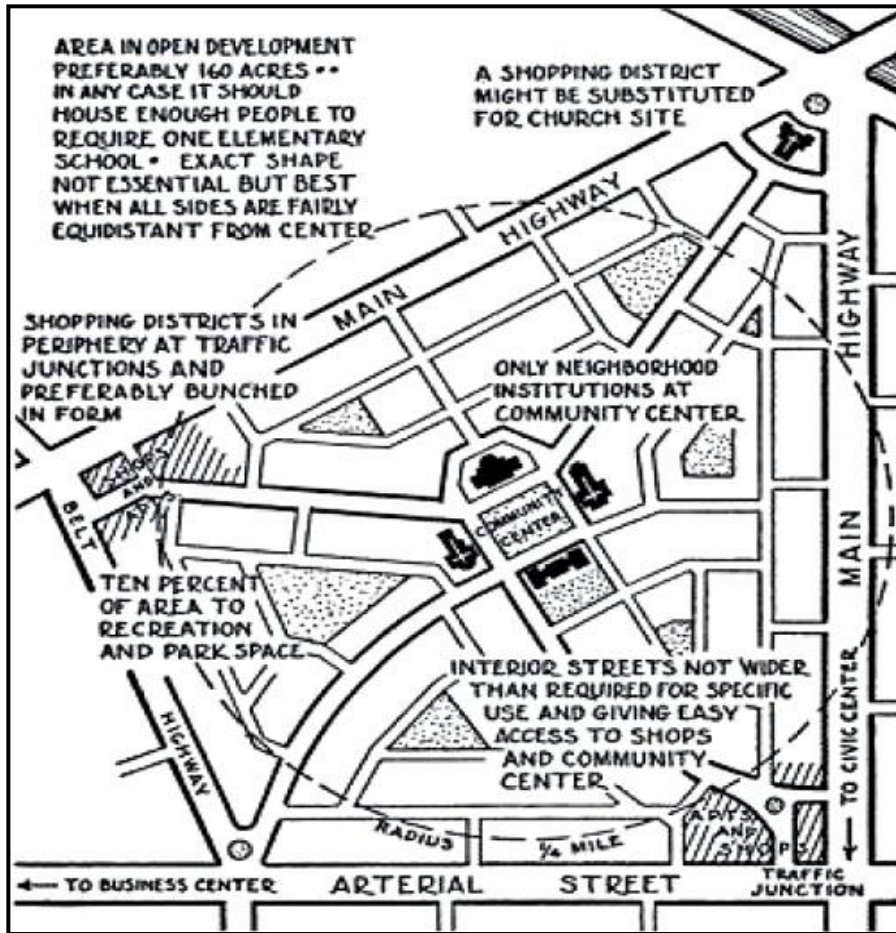 AREA IN OPEN DEVELOPMENT
PREFERABLY 160 ACRES --
IN ANY CASE IT SHOULD
HOUSE ENOUGH PEOPLE TO
REQUIRE ONE ELEMENTARY
SCHOOL • EXACT SHAPE
NOT ESSENTIAL BUT BEST
WHEN ALL SIDES ARE FAIRLY
EQUIDISTANT FROM CENTER
A SHOPPING DISTRICT
MIGHT BE SUBSTITUTED
FOR CHURCH SITE
MAIN HIGHWAY
SHOPPING DISTRICTS IN
PERIPHERY AT TRAFFIC
JUNCTIONS AND
PREFERABLY BUNCHED
IN FORM
ONLY NEIGHBORHOOD
INSTITUTIONS AT
COMMUNITY CENTER
MAIN HIGHWAY
SHOPS
AND
BELT HIGHWAY
COMMUNITY
CENTER
TEN PERCENT
OF AREA TO
RECREATION
AND PARK SPACE
INTERIOR STREETS NOT WIDER
THAN REQUIRED FOR SPECIFIC
USE AND GIVING EASY
ACCESS TO SHOPS
AND COMMUNITY
CENTER
TO CIVIC CENTER
APTS
AND
SHOPS
RADIUS ¼ MILE
TO BUSINESS CENTER
ARTERIAL STREET
TRAFFIC
JUNCTION